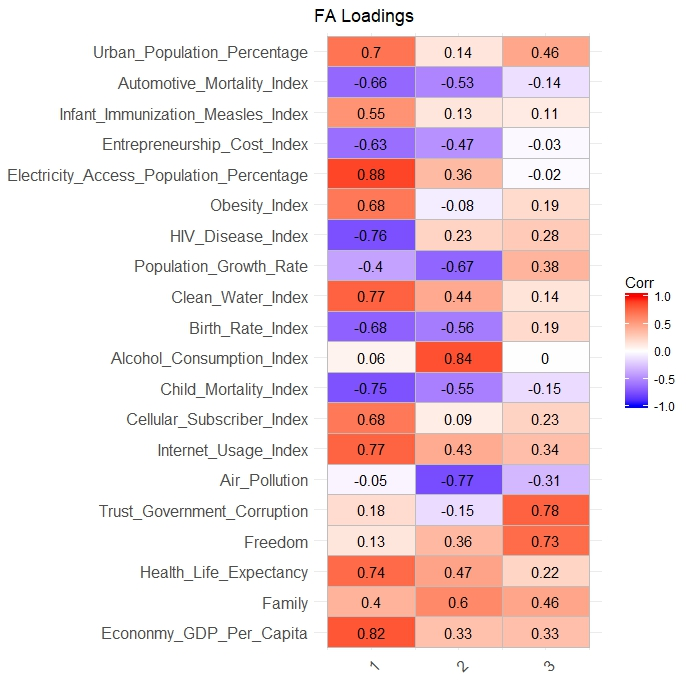 FA Loadings
Urban_Population_Percentage 0.7 0.14 0.46
Automotive_Mortality_Index -0.66 -0.53 -0.14
Infant_Immunization_Measles_Index 0.55 0.13 0.11
Entrepreneurship_Cost_Index -0.63 -0.47 -0.03
Electricity_Access_Population_Percentage 0.88 0.36 -0.02
Obesity_Index 0.68 -0.08 0.19
HIV_Disease_Index -0.76 0.23 0.28
Population_Growth_Rate -0.4 -0.67 0.38
Clean_Water_Index 0.77 0.44 0.14
Birth_Rate_Index -0.68 -0.56 0.19
Alcohol_Consumption_Index 0.06 0.84 0
Child_Mortality_Index -0.75 -0.55 -0.15
Cellular_Subscriber_Index 0.68 0.09 0.23
Internet_Usage_Index 0.77 0.43 0.34
Air_Pollution -0.05 -0.77 -0.31
Trust_Government_Corruption 0.18 -0.15 0.78
Freedom 0.13 0.36 0.73
Health_Life_Expectancy 0.74 0.47 0.22
Family 0.4 0.6 0.46
Econonmy_GDP_Per_Capita 0.82 0.33 0.33
1 2 3
Corr
1.0
0.5
0.0
-0.5
-1.0